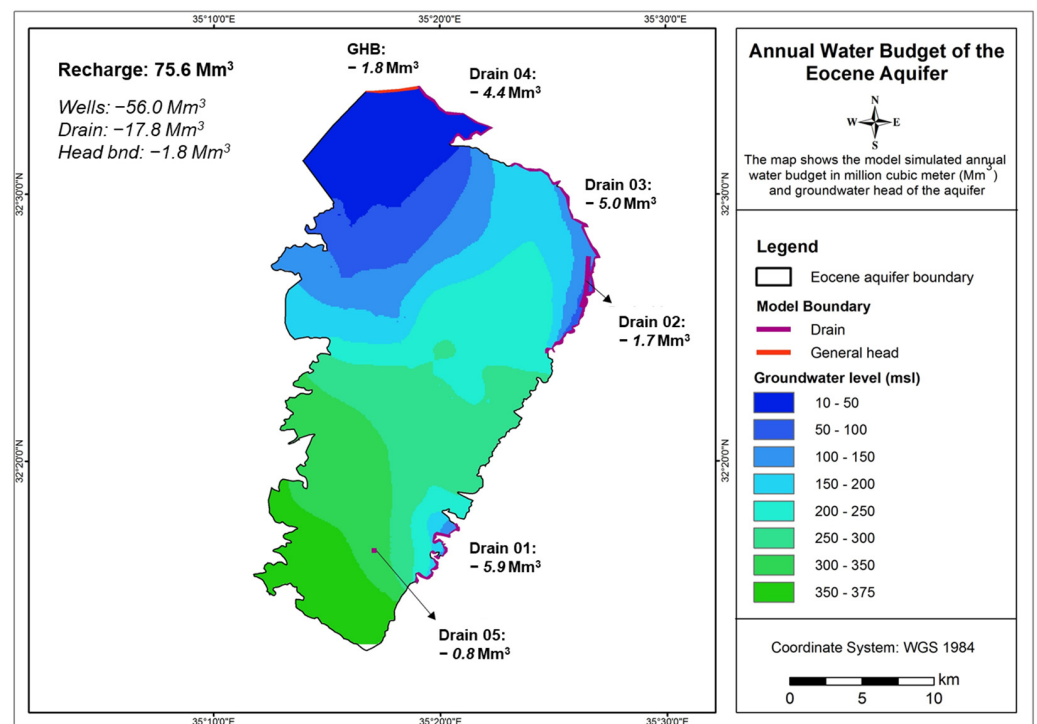 35°10'0"E
35°20'0"E
35°30'0"E
Recharge: 75.6 Mm³
Wells: −56.0 Mm³
Drain: −17.8 Mm³
Head bnd: −1.8 Mm³
GHB:
− 1.8 Mm³
Drain 04:
− 4.4 Mm³
Drain 03:
− 5.0 Mm³
Drain 02:
− 1.7 Mm³
Drain 01:
− 5.9 Mm³
Drain 05:
− 0.8 Mm³
32°30'0"N
32°20'0"N
32°30'0"N
32°20'0"N
35°10'0"E
35°20'0"E
35°30'0"E
Annual Water Budget of the
Eocene Aquifer
N
W
E
S
The map shows the model simulated annual
water budget in million cubic meter (Mm³)
and groundwater head of the aquifer
Legend
Eocene aquifer boundary
Model Boundary
Drain
General head
Groundwater level (msl)
10 - 50
50 - 100
100 - 150
150 - 200
200 - 250
250 - 300
300 - 350
350 - 375
Coordinate System: WGS 1984
km
0 5 10